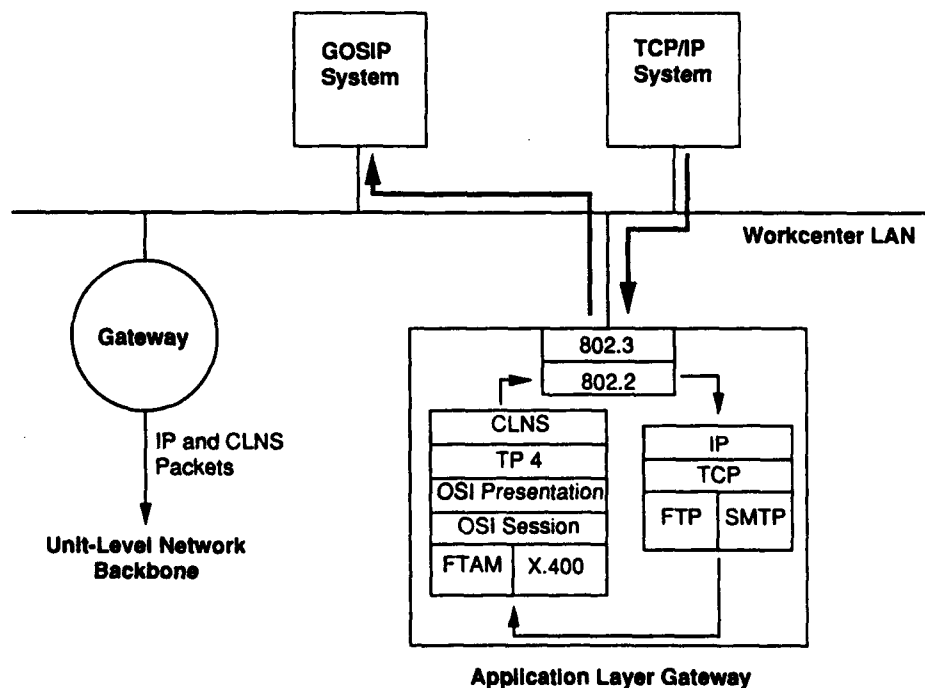 GOSIP
System
TCP/IP
System
Workcenter LAN
Gateway
IP and CLNS
Packets
Unit-Level Network
Backbone
802.3
802.2
CLNS
TP 4
OSI Presentation
OSI Session
FTAM
X.400
IP
TCP
FTP
SMTP
Application Layer Gateway